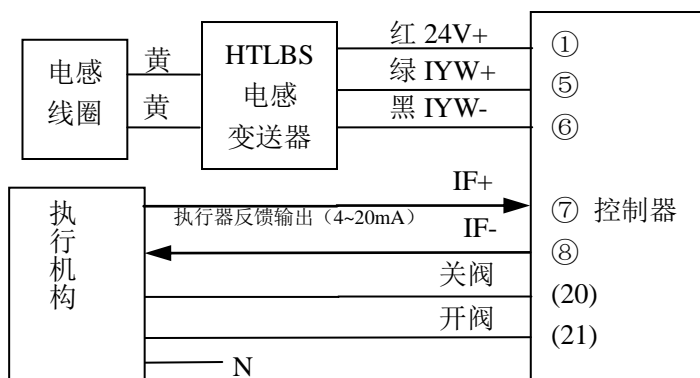 红 24V+
①
黄
HTLBS
电感
线圈
电感
变送器
绿 IYW+
⑤
黄
黑 IYW-
⑥
IF+
执行器反馈输出（4~20mA）
⑦ 控制器
IF-
⑧
执行机构
关阀
(20)
开阀
(21)
N